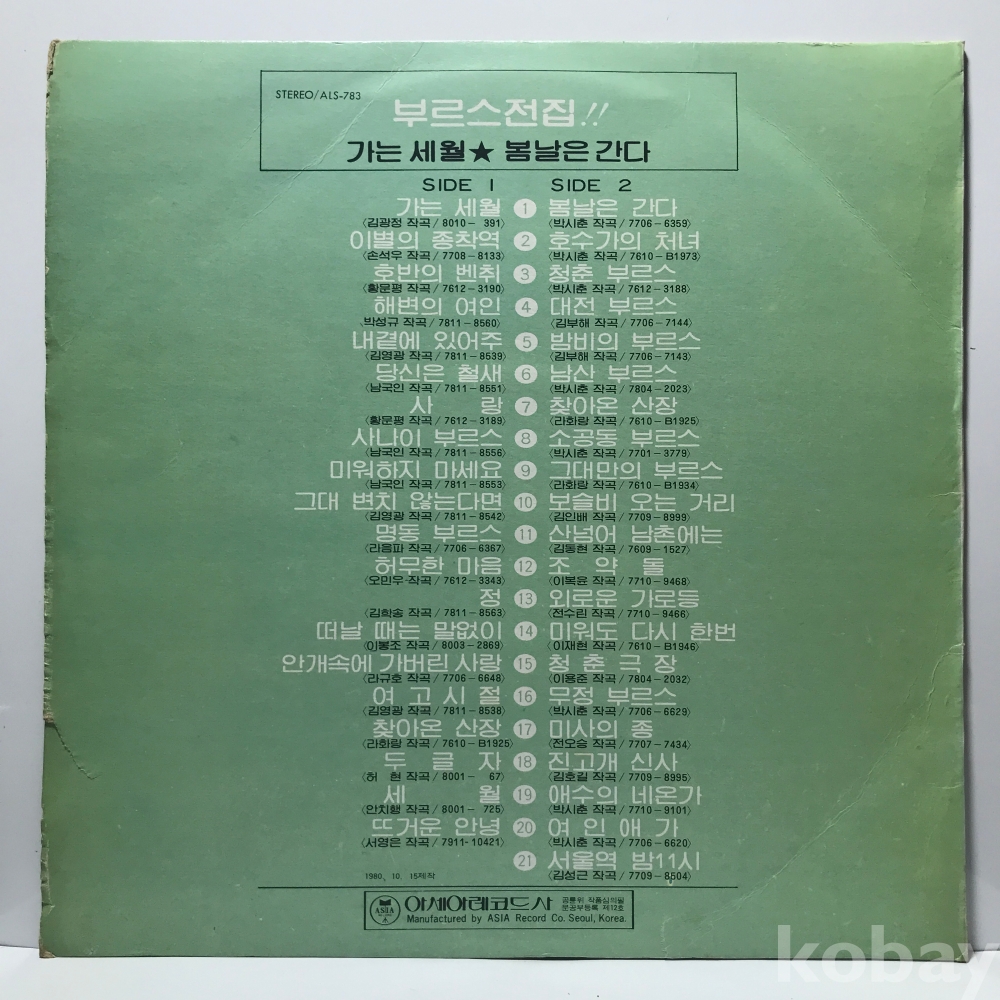 STEREO/ALS-783
부르스전집!!
가는 세월★ 봄날은 간다
SIDE 1 SIDE 2
가는 세월 1 봄날은 간다
(김광정 작곡/8010-391) (박시춘 작곡/7706-6359)
이별의 종착역 2 호수가의 처녀
(손석우 작곡/7708-8133) (박시춘 작곡/7610-B1973)
호반의 벤취 3 청춘 부르스
(황문평 작곡/7612-3190) (박시춘 작곡/7612-3188)
해변의 여인 4 대전 부르스
(박성규 작곡/7811-8560) (김부해 작곡/7706-7144)
내곁에 있어주 5 밤비의 부르스
(김영광 작곡/7811-8539) (김부해 작곡/7706-7143)
당신은 철새 6 남산 부르스
(남국인 작곡/7811-8551) (박시춘 작곡/7804-2023)
사 랑 7 찾아온 산장
(황문평 작곡/7612-3189) (라화랑 작곡/7610-B1925)
사나이 부르스 8 소공동 부르스
(남국인 작곡/7811-8556) (박시춘 작곡/7701-3779)
미워하지 마세요 9 그대만의 부르스
(남국인 작곡/7811-8553) (라화랑 작곡/7610-B1934)
그대 변치 않는다면 10 보슬비 오는 거리
(김영광 작곡/7811-8542) (김인배 작곡/7709-8999)
명동 부르스 11 산넘어 남촌에는
(라음파 작곡/7706-6367) (김동현 작곡/7609-1527)
허무한 마음 12 조 약 돌
(오민우 작곡/7612-3343) (이목윤 작곡/7710-9468)
정 13 외로운 가로등
(김학송 작곡/7811-8563) (전수린 작곡/7710-9466)
떠날 때는 말없이 14 미워도 다시 한번
(이봉조 작곡/8003-2869) (이재현 작곡/7610-B1946)
안개속에 가버린 사랑 15 청 춘 극 장
(라규호 작곡/7706-6648) (이용준 작곡/7804-2032)
여 고 시 절 16 무정 부르스
(김영광 작곡/7811-8538) (박시춘 작곡/7706-6629)
찾아온 산장 17 미사의 종
(라화랑 작곡/7610-B1925) (전오승 작곡/7707-7434)
두 글 자 18 진고개 신사
(허 현 작곡/8001-67) (김호길 작곡/7709-8995)
세 월 19 애수의 네온가
(안치행 작곡/8001-725) (박시춘 작곡/7710-9101)
뜨거운 안녕 20 여 인 애 가
(서영은 작곡/7911-10421) (박시춘 작곡/7706-6620)
21 서울역 밤11시
(김성근 작곡/7709-8504)
1980. 10. 15제작
ASIA 아세아레코드사 공륜위 작품심의필
문공부등록 제12호
Manufactured by ASIA Record Co. Seoul, Korea.
kobay